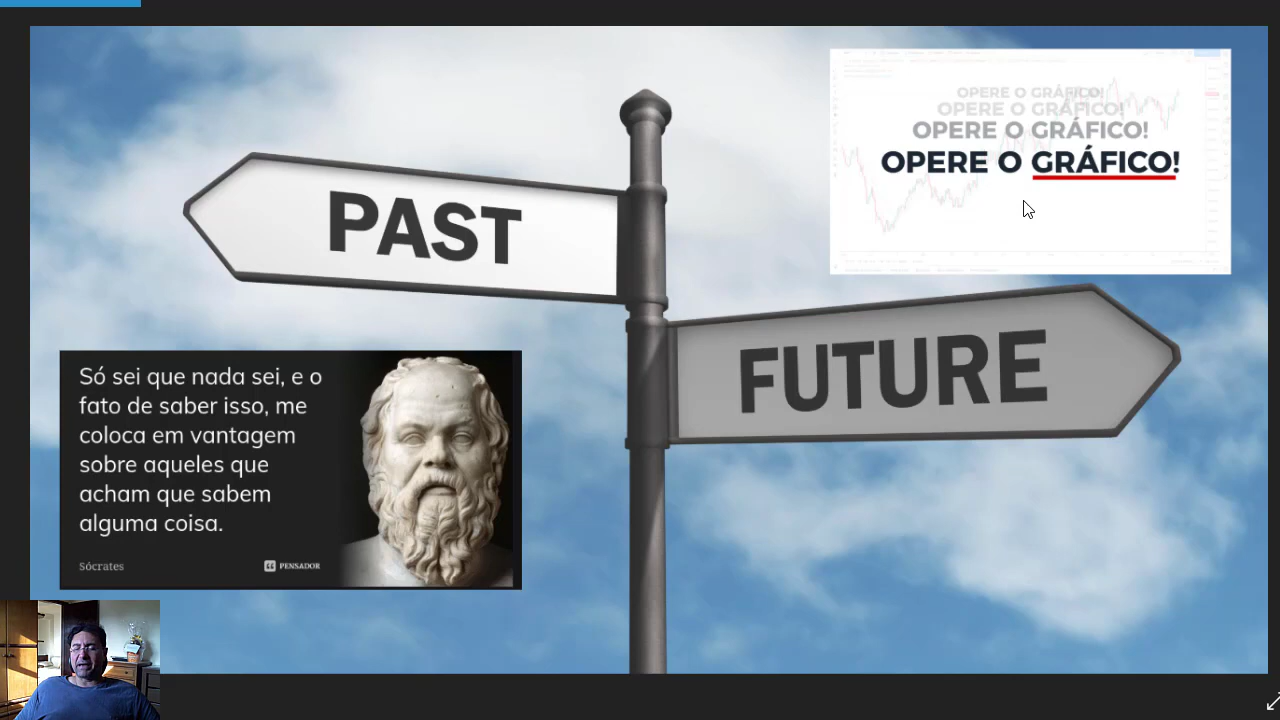 OPERE O GRÁFICO!
OPERE O GRÁFICO!
OPERE O GRÁFICO!
OPERE O GRÁFICO!
PAST
FUTURE
Só sei que nada sei, e o
fato de saber isso, me
coloca em vantagem
sobre aqueles que
acham que sabem
alguma coisa.
Sócrates
PENSADOR